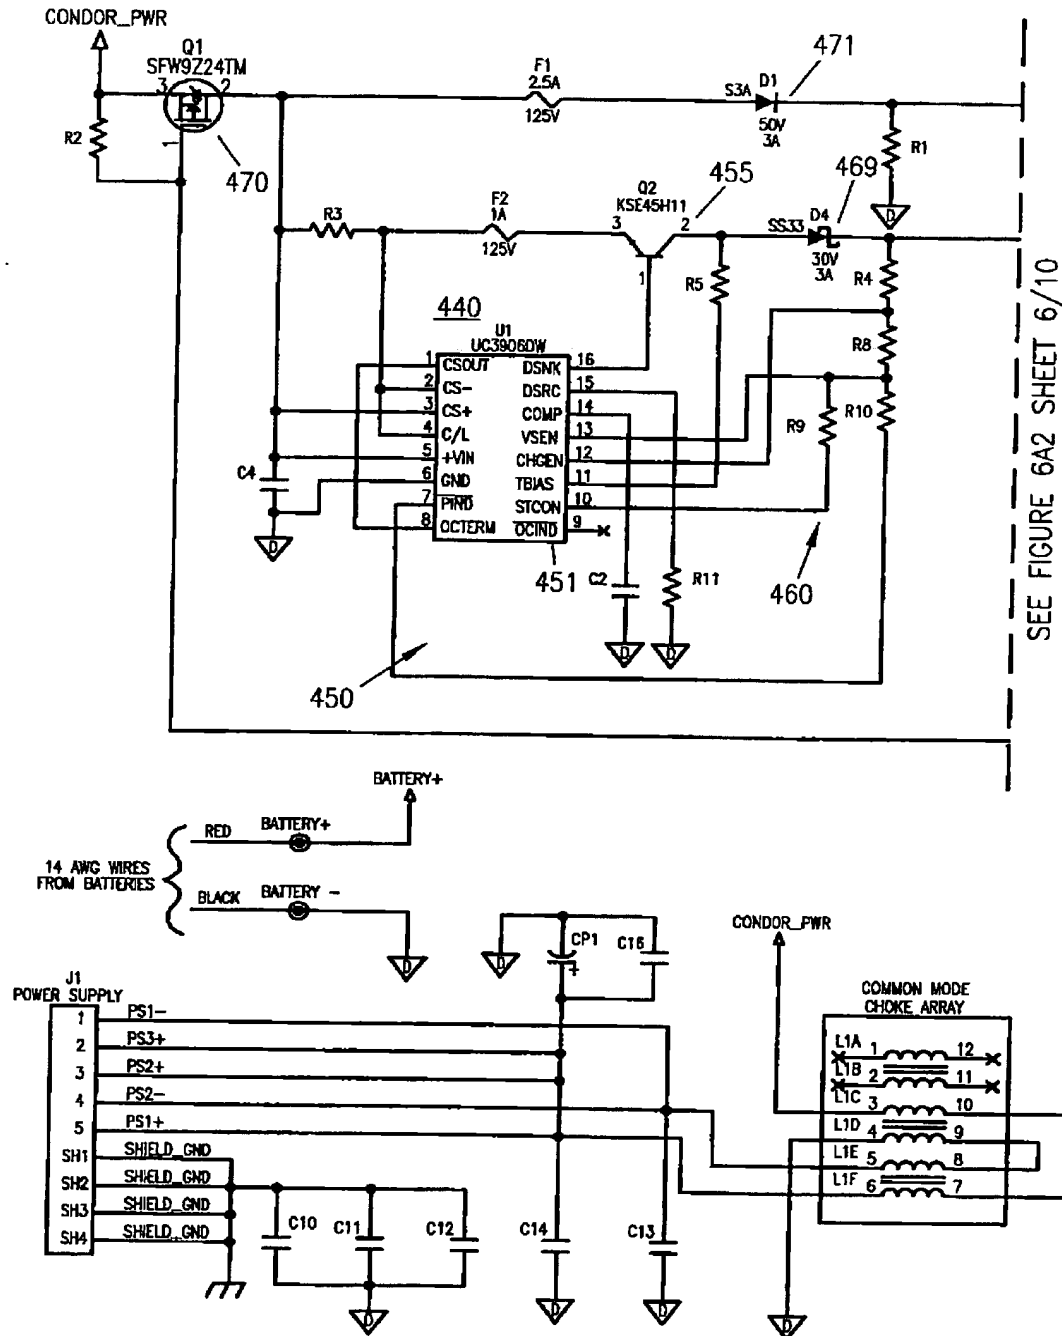 CONDOR_PWR
Q1
SFW9Z24TM
3
2
1
R2
470
F1
2.5A
125V
471
D1
S3A
50V
3A
R1
D
R3
F2
1A
125V
Q2
KSE45H11
3
2
1
455
469
D4
SS33
30V
3A
R5
R4
R8
R9
R10
440
U1
UC3906DW
1 CSOUT DSNK 16
2 CS- DSRC 15
3 CS+ COMP 14
4 C/L VSEN 13
5 +VIN CHGEN 12
6 GND TBIAS 11
7 PIND STCON 10
8 OCTERM OCIND 9
C4
D
451
C2
R11
D
D
460
450
SEE FIGURE 6A2 SHEET 6/10
BATTERY+
RED BATTERY+
14 AWG WIRES
FROM BATTERIES
BLACK BATTERY -
D
D
CP1
+
C16
CONDOR_PWR
J1
POWER SUPPLY
1 PS1-
2 PS3+
3 PS2+
4 PS2-
5 PS1+
SH1 SHIELD_GND
SH2 SHIELD_GND
SH3 SHIELD_GND
SH4 SHIELD_GND
C10
C11
C12
C14
C13
D
D
D
D
COMMON MODE
CHOKE ARRAY
L1A 1 12
L1B 2 11
L1C 3 10
L1D 4 9
L1E 5 8
L1F 6 7